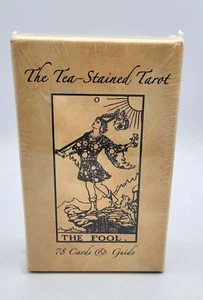 The Tea-Stained Tarot
THE FOOL.
78 Cards & Guide